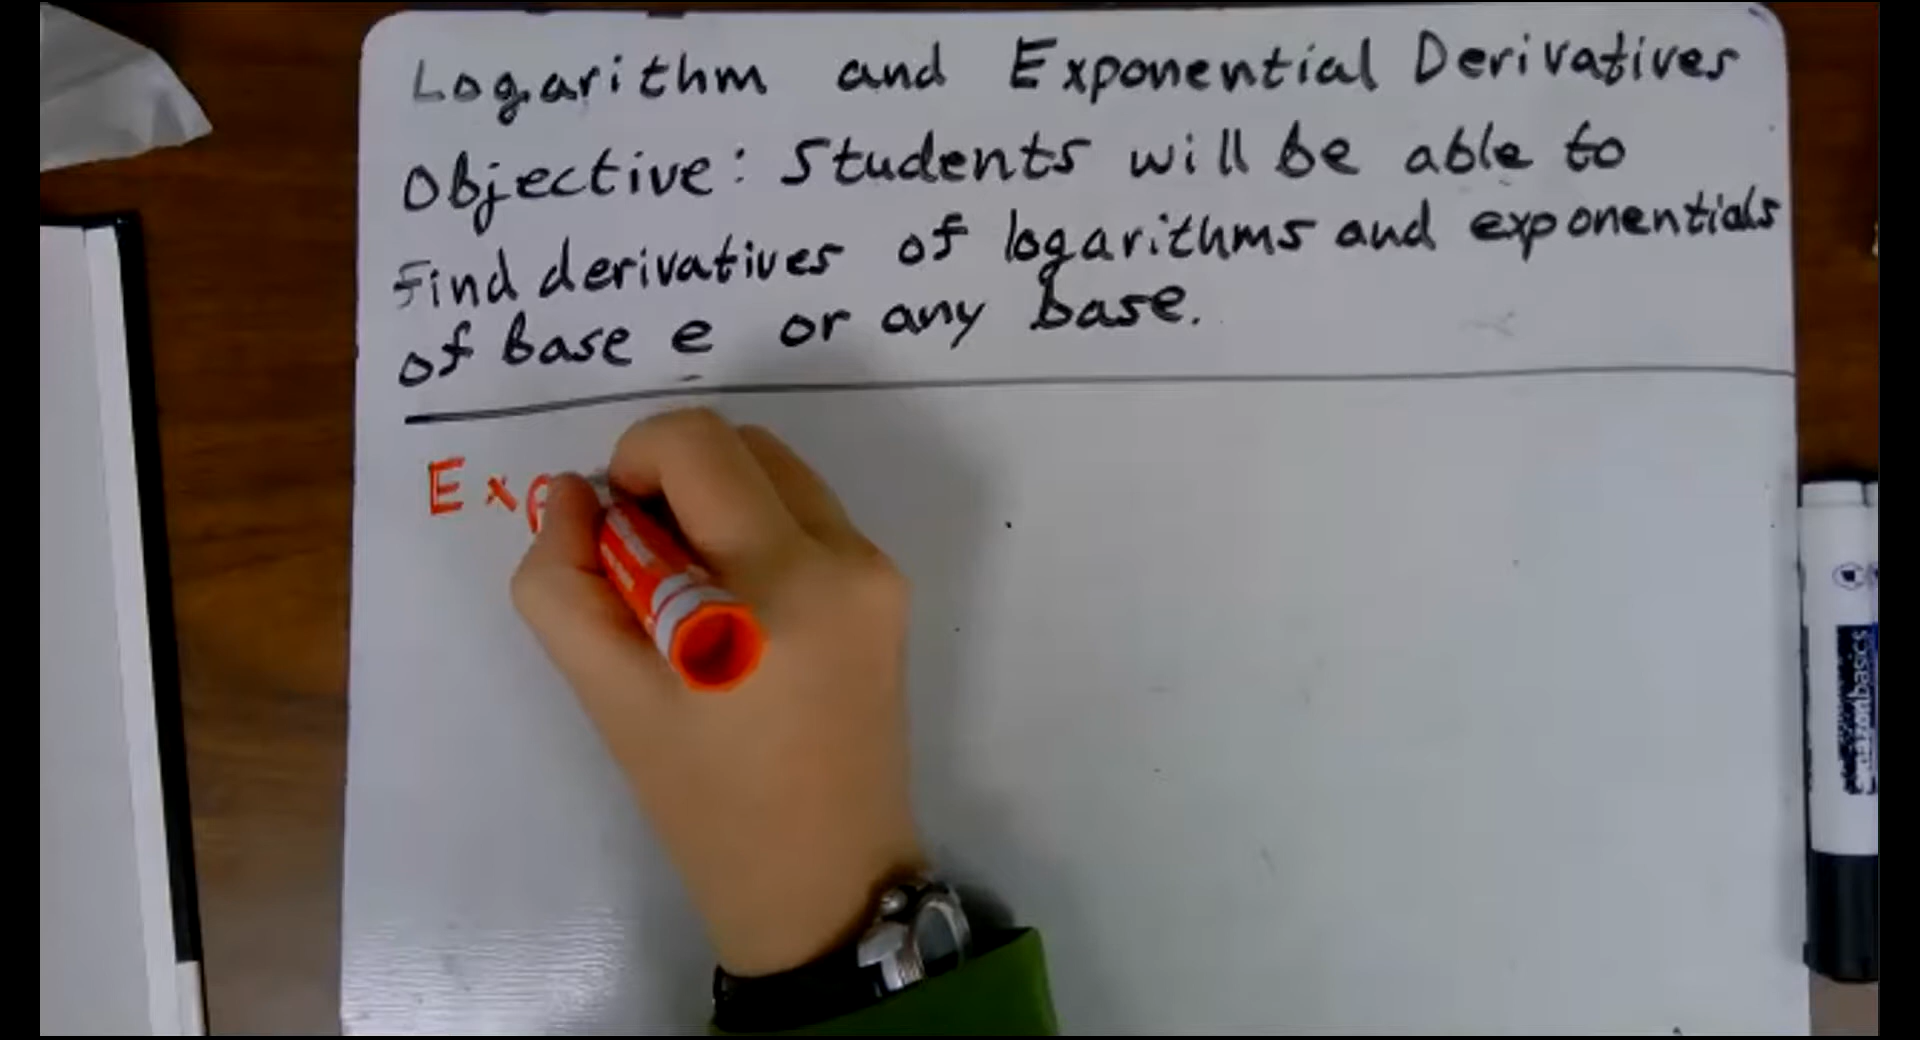 Logarithm and Exponential Derivatives
Objective: Students will be able to
Find derivatives of logarithms and exponentials
of base e or any base.
Exp
amazonbasics